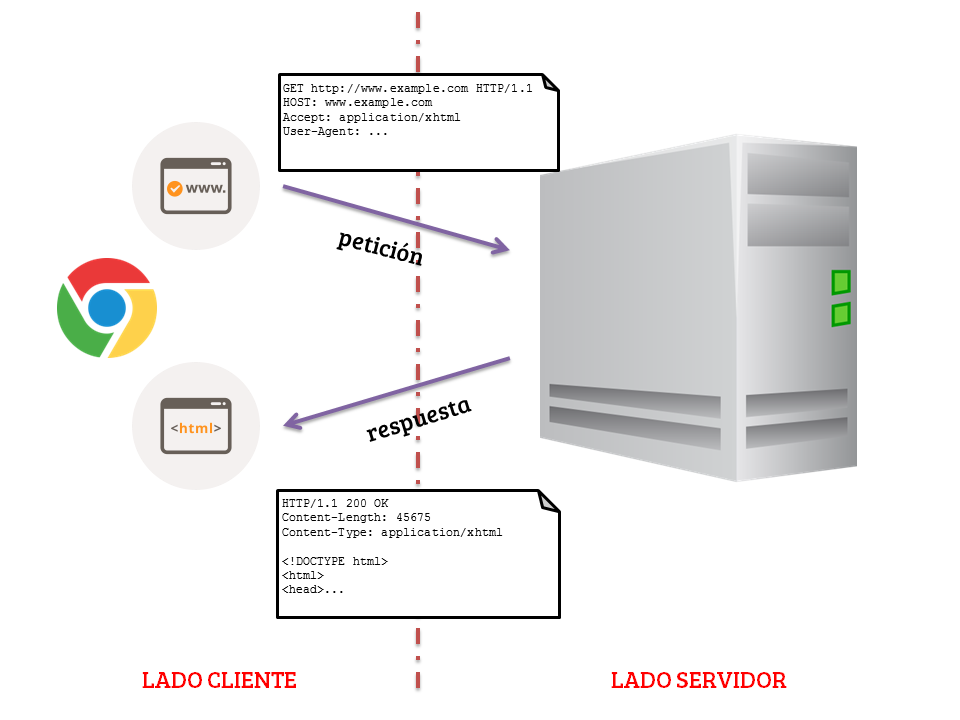 GET http://www.example.com HTTP/1.1
HOST: www.example.com
Accept: application/xhtml
User-Agent: ...
www.
petición
<html>
respuesta
HTTP/1.1 200 OK
Content-Length: 45675
Content-Type: application/xhtml
<!DOCTYPE html>
<html>
<head>...
LADO CLIENTE
LADO SERVIDOR